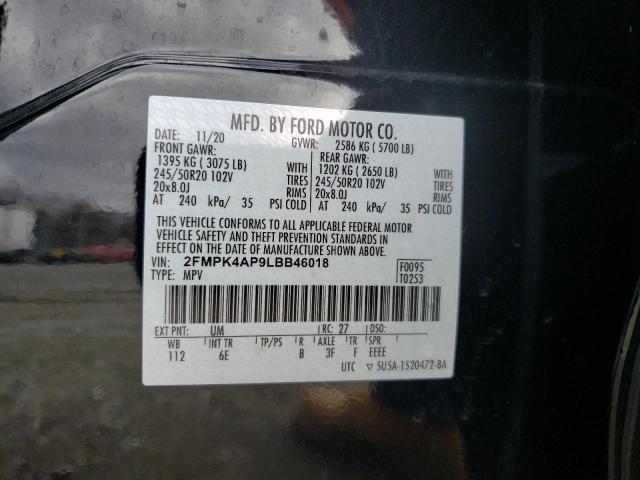 MFD. BY FORD MOTOR CO.
DATE: 11/20 GVWR: 2586 KG ( 5700 LB)
FRONT GAWR: REAR GAWR:
1395 KG ( 3075 LB) WITH 1202 KG ( 2650 LB) WITH
245/50R20 102V TIRES 245/50R20 102V TIRES
20x8.0J RIMS 20x8.0J RIMS
AT 240 kPa/ 35 PSI COLD AT 240 kPa/ 35 PSI COLD
THIS VEHICLE CONFORMS TO ALL APPLICABLE FEDERAL MOTOR
VEHICLE SAFETY AND THEFT PREVENTION STANDARDS IN
EFFECT ON THE DATE OF MANUFACTURE SHOWN ABOVE.
VIN: 2FMPK4AP9LBB46018 F0095
TYPE: MPV T0253
EXT PNT: UM RC: 27 DSO:
WB INT TR TP/PS R AXLE TR SPR
112 6E B 3F F EEEE
UTC ▽ 5U5A-1520472-BA